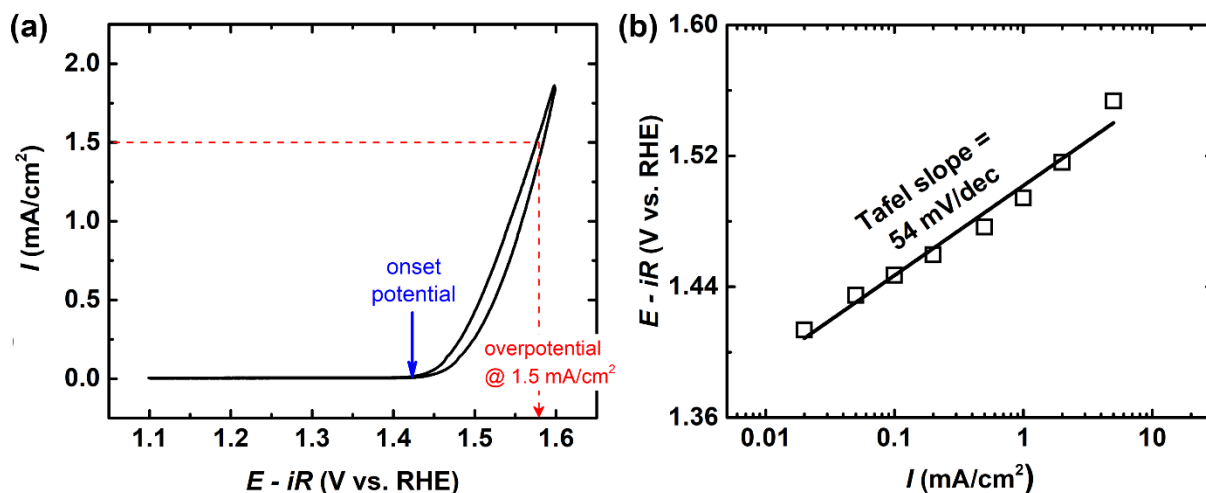 (a)
2.0
1.5
1.0
0.5
0.0
I (mA/cm²)
onset
potential
overpotential
@ 1.5 mA/cm²
1.1 1.2 1.3 1.4 1.5 1.6
E - iR (V vs. RHE)
(b)
1.60
1.52
1.44
1.36
E - iR (V vs. RHE)
Tafel slope =
54 mV/dec
0.01 0.1 1 10
I (mA/cm²)